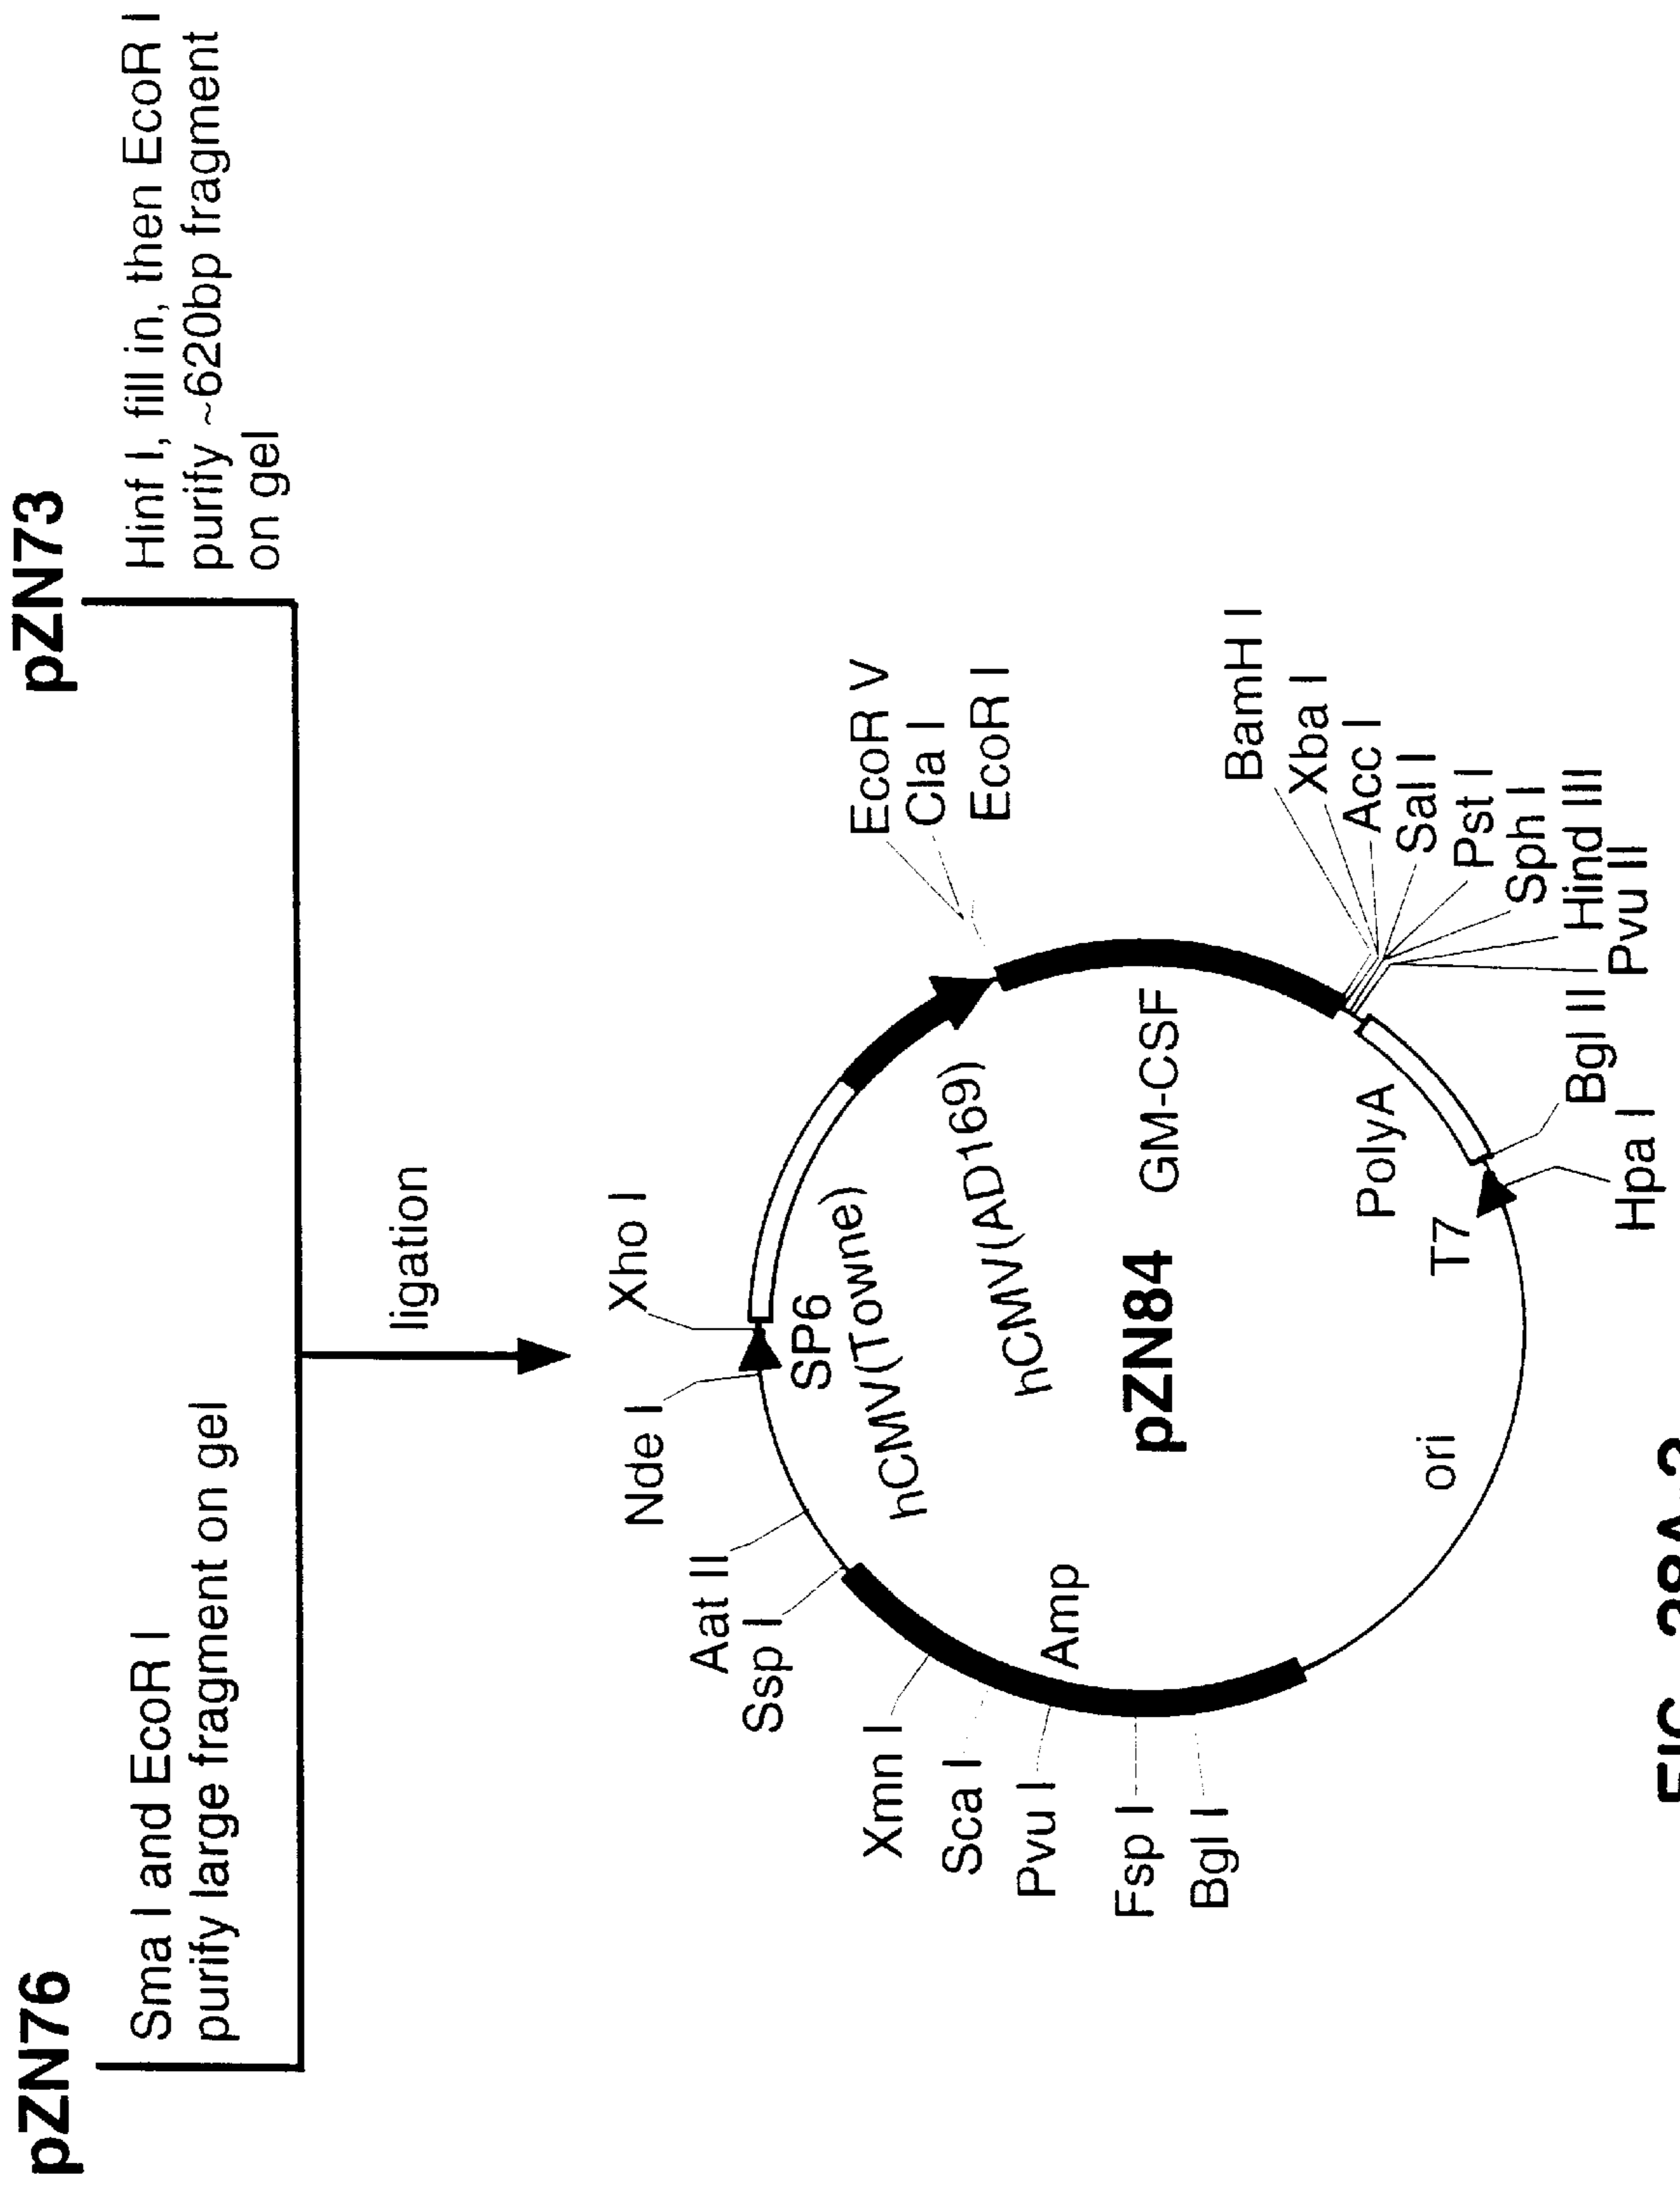 pZN76
Sma I and EcoR I
purify large fragment on gel
pZN73
Hinf I, fill in, then EcoR I
purify ~620bp fragment
on gel
ligation
Xho I
Nde I
SP6
Aat II
Ssp I
hCMV(Towne)
EcoR V
Cla I
EcoR I
Xmn I
Sca I
Pvu I
Amp
hCMV(AD169)
pZN84
GM-CSF
Fsp I
Bgl I
BamH I
Xba I
Acc I
Sal I
Pst I
Sph I
Hind III
Pvu II
PolyA
ori
T7
Bgl II
Hpa I